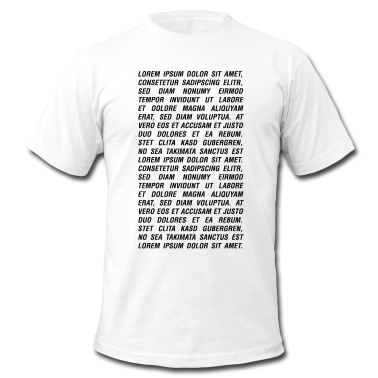 LOREM IPSUM DOLOR SIT AMET,
CONSETETUR SADIPSCING ELITR,
SED DIAM NONUMY EIRMOD
TEMPOR INVIDUNT UT LABORE
ET DOLORE MAGNA ALIQUYAM
ERAT, SED DIAM VOLUPTUA. AT
VERO EOS ET ACCUSAM ET JUSTO
DUO DOLORES ET EA REBUM.
STET CLITA KASD GUBERGREN,
NO SEA TAKIMATA SANCTUS EST
LOREM IPSUM DOLOR SIT AMET.
CONSETETUR SADIPSCING ELITR,
SED DIAM NONUMY EIRMOD
TEMPOR INVIDUNT UT LABORE
ET DOLORE MAGNA ALIQUYAM
ERAT, SED DIAM VOLUPTUA. AT
VERO EOS ET ACCUSAM ET JUSTO
DUO DOLORES ET EA REBUM.
STET CLITA KASD GUBERGREN,
NO SEA TAKIMATA SANCTUS EST
LOREM IPSUM DOLOR SIT AMET.